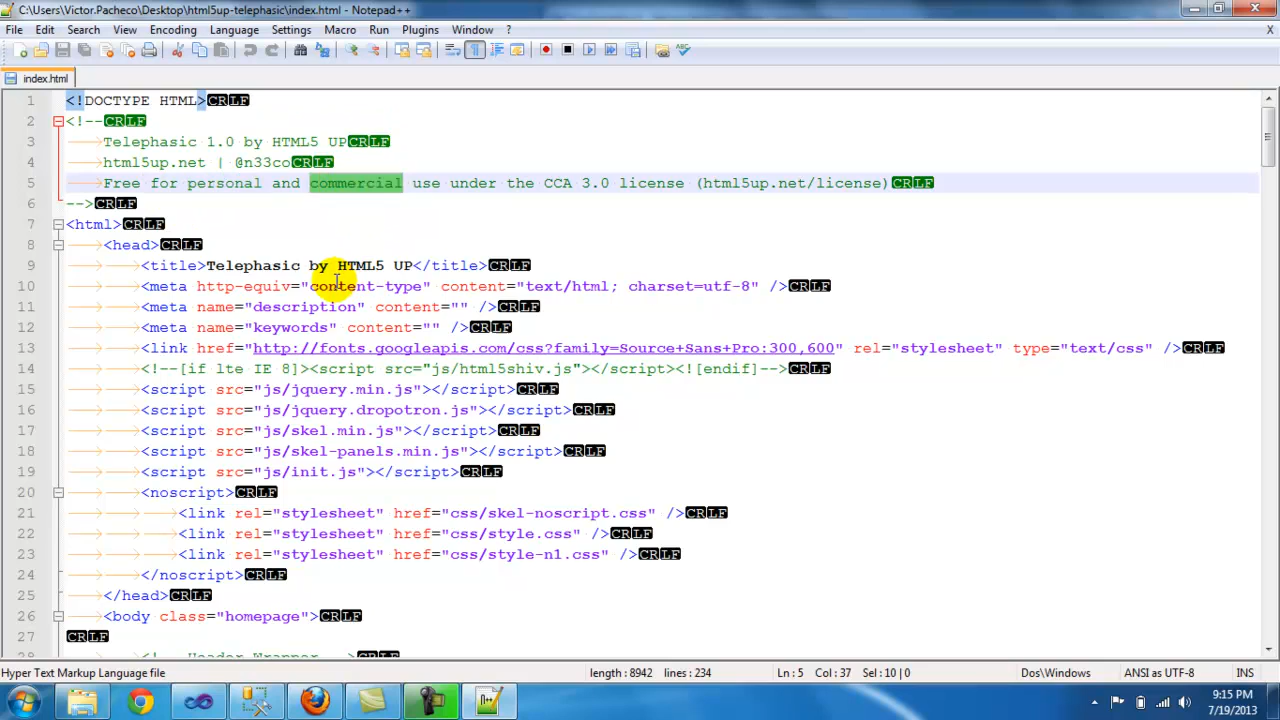 C:\Users\Victor.Pacheco\Desktop\html5up-telephasic\index.html - Notepad++
File Edit Search View Encoding Language Settings Macro Run Plugins Window ? X
index.html
1 <!DOCTYPE HTML>CRLF
2 <!--CRLF
3 Telephasic 1.0 by HTML5 UPCRLF
4 html5up.net | @n33coCRLF
5 Free for personal and commercial use under the CCA 3.0 license (html5up.net/license)CRLF
6 -->CRLF
7 <html>CRLF
8 <head>CRLF
9 <title>Telephasic by HTML5 UP</title>CRLF
10 <meta http-equiv="content-type" content="text/html; charset=utf-8" />CRLF
11 <meta name="description" content="" />CRLF
12 <meta name="keywords" content="" />CRLF
13 <link href="http://fonts.googleapis.com/css?family=Source+Sans+Pro:300,600" rel="stylesheet" type="text/css" />CRLF
14 <!--[if lte IE 8]><script src="js/html5shiv.js"></script><![endif]-->CRLF
15 <script src="js/jquery.min.js"></script>CRLF
16 <script src="js/jquery.dropotron.js"></script>CRLF
17 <script src="js/skel.min.js"></script>CRLF
18 <script src="js/skel-panels.min.js"></script>CRLF
19 <script src="js/init.js"></script>CRLF
20 <noscript>CRLF
21 <link rel="stylesheet" href="css/skel-noscript.css" />CRLF
22 <link rel="stylesheet" href="css/style.css" />CRLF
23 <link rel="stylesheet" href="css/style-n1.css" />CRLF
24 </noscript>CRLF
25 </head>CRLF
26 <body class="homepage">CRLF
27 CRLF
28 <!-- Header Wrapper -->CRLF
Hyper Text Markup Language file length : 8942 lines : 234 Ln : 5 Col : 37 Sel : 10 | 0 Dos\Windows ANSI as UTF-8 INS
9:15 PM
7/19/2013